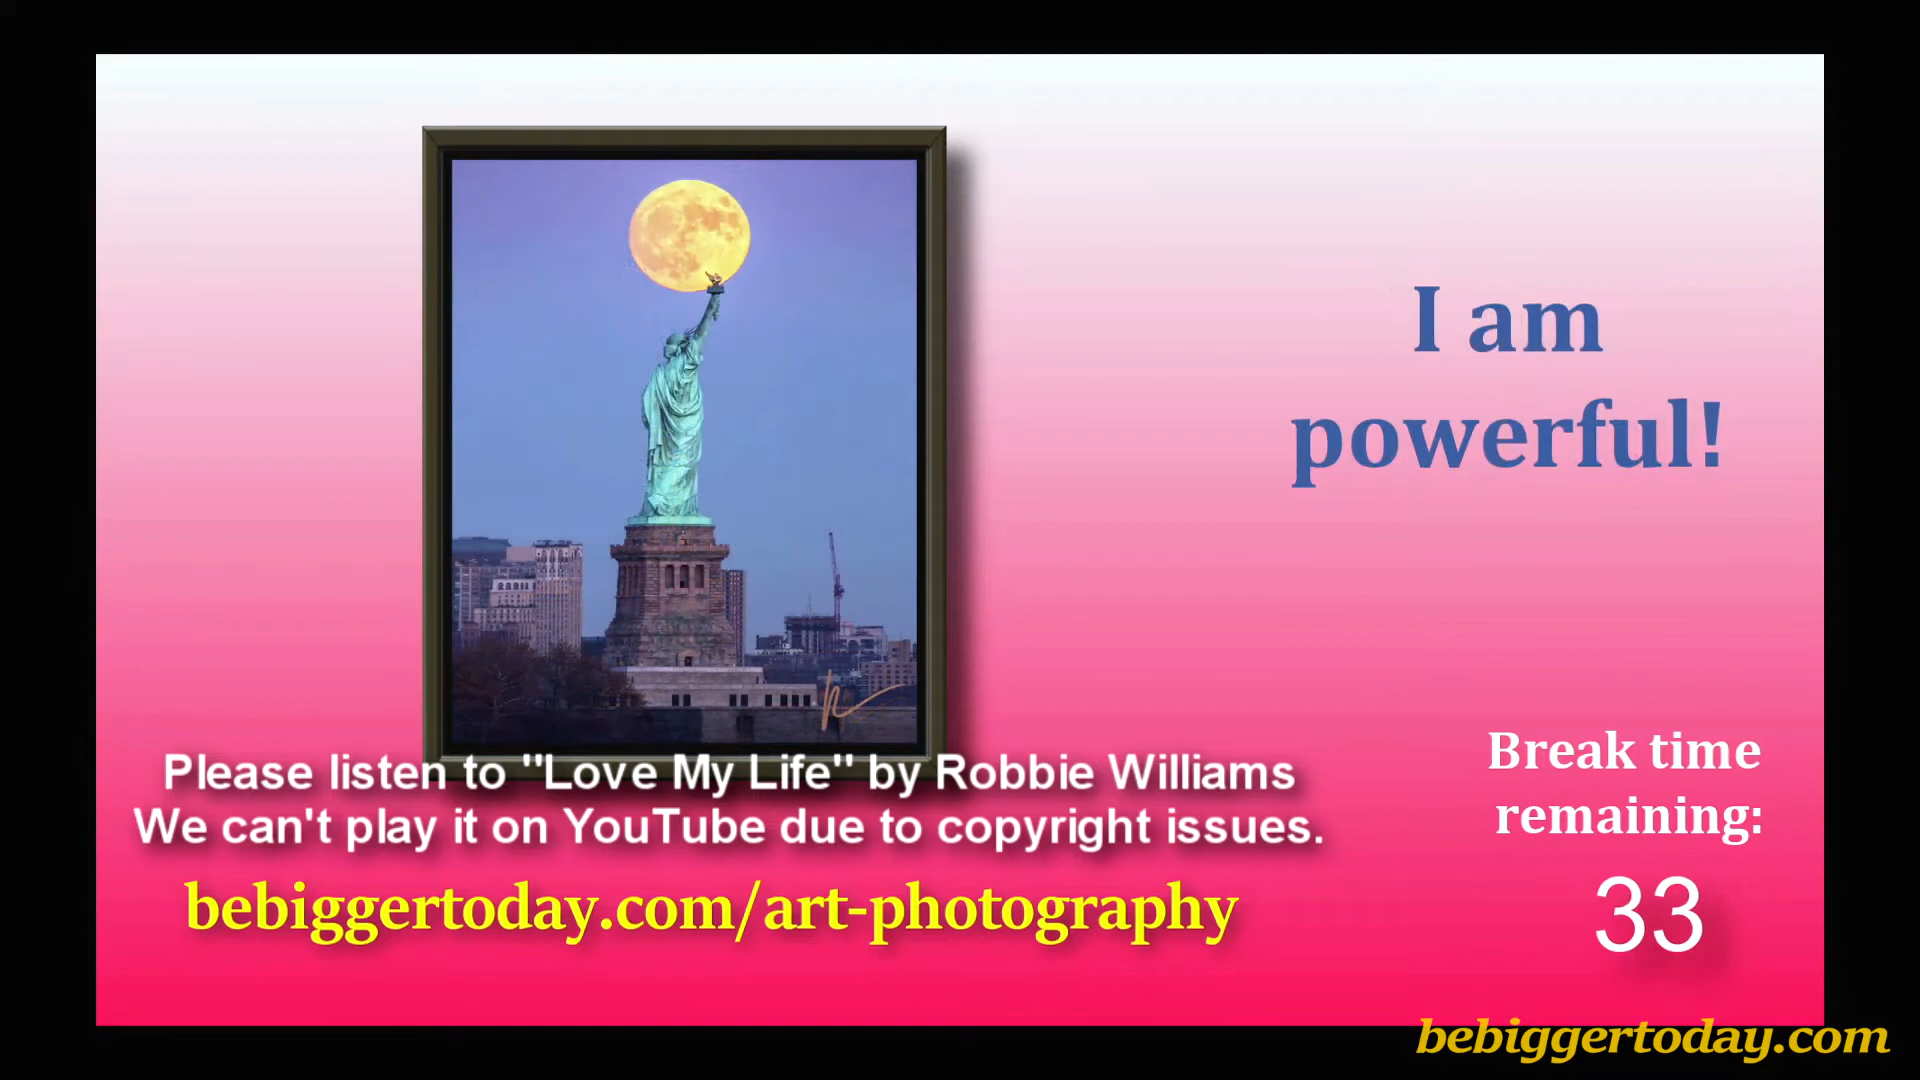 I am
powerful!
Please listen to "Love My Life" by Robbie Williams
We can't play it on YouTube due to copyright issues.
bebiggertoday.com/art-photography
Break time
remaining:
33
bebiggertoday.com